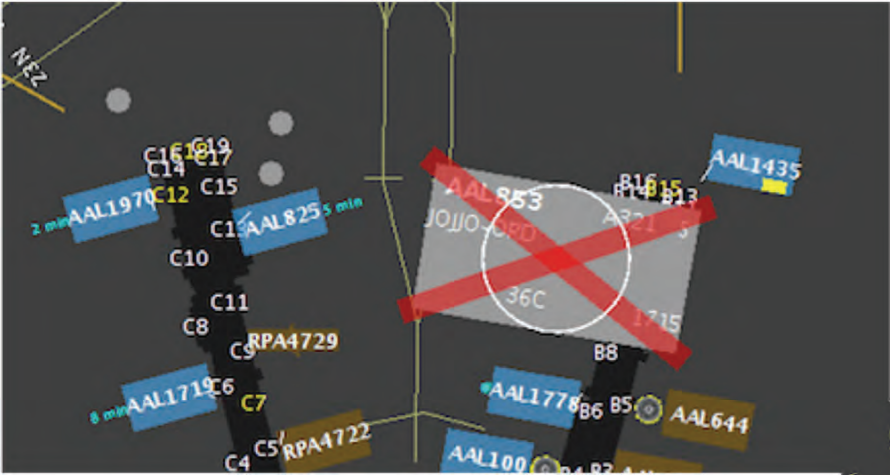 23N
C16 C18 C19
C17
C14
C12
C15
2 min AAL1970
AAL825 5 min
C10
C11
C8
C9
RPA4729
8 min AAL1719
C6
C7
C5
RPA4722
C4
AAL853
A321
36C
1715
B16 B15
B14 B13
AAL1435
B8
AAL1778
B6
B5
AAL644
AAL100
B3